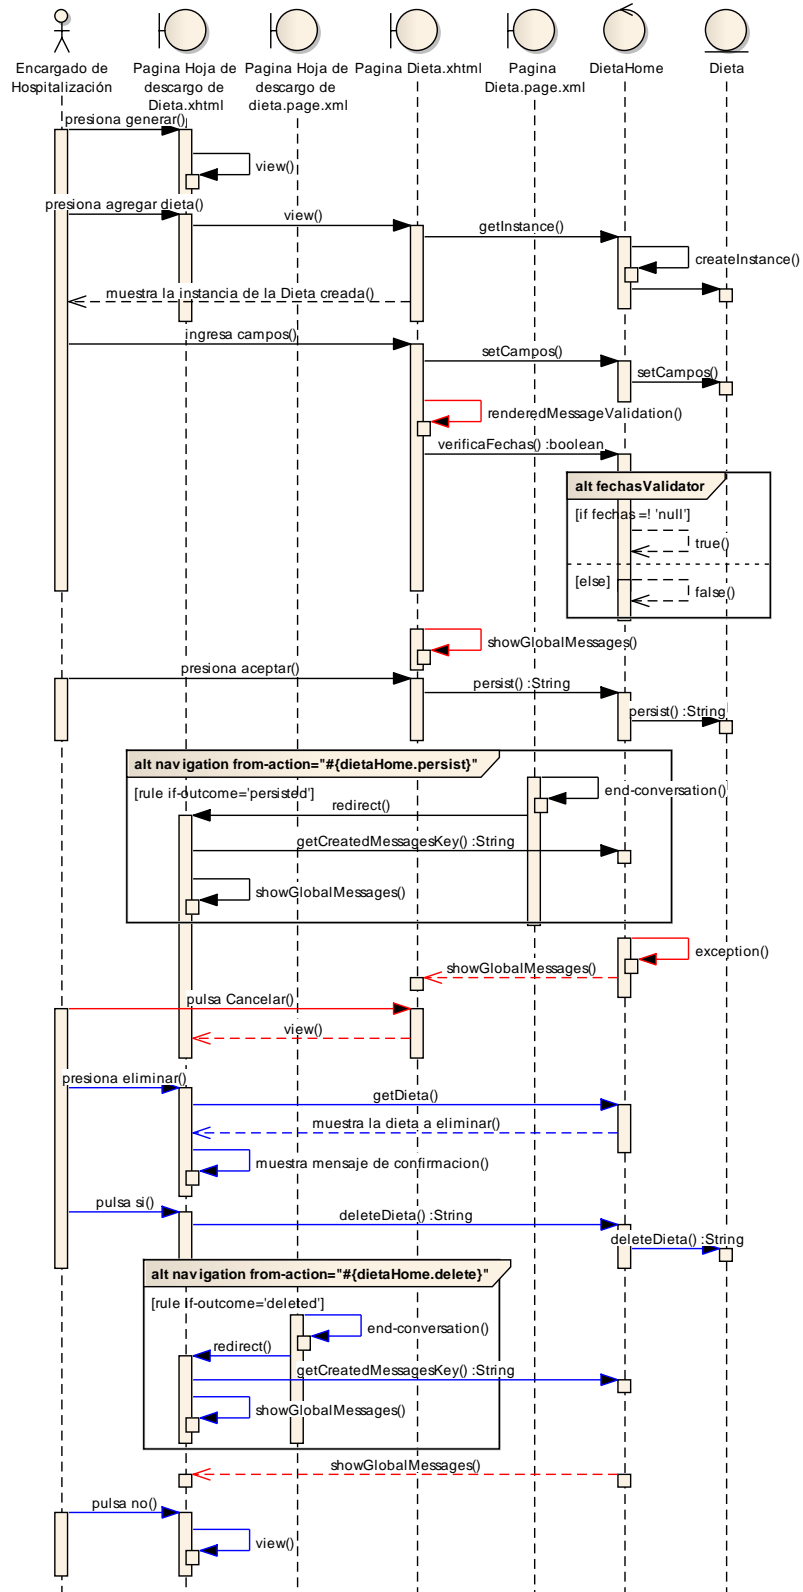 Encargado de
Hospitalización
Pagina Hoja de
descargo de
Dieta.xhtml
Pagina Hoja de
descargo de
dieta.page.xml
Pagina Dieta.xhtml
Pagina
Dieta.page.xml
DietaHome
Dieta
presiona generar()
view()
presiona agregar dieta()
view()
getInstance()
createInstance()
muestra la instancia de la Dieta creada()
ingresa campos()
setCampos()
setCampos()
renderedMessageValidation()
verificaFechas() :boolean
alt fechasValidator
[if fechas =! 'null']
true()
[else]
false()
showGlobalMessages()
presiona aceptar()
persist() :String
persist() :String
alt navigation from-action="#{dietaHome.persist}"
[rule if-outcome='persisted']
end-conversation()
redirect()
getCreatedMessagesKey() :String
showGlobalMessages()
exception()
showGlobalMessages()
pulsa Cancelar()
view()
presiona eliminar()
getDieta()
muestra la dieta a eliminar()
muestra mensaje de confirmacion()
pulsa si()
deleteDieta() :String
deleteDieta() :String
alt navigation from-action="#{dietaHome.delete}"
[rule if-outcome='deleted']
end-conversation()
redirect()
getCreatedMessagesKey() :String
showGlobalMessages()
showGlobalMessages()
pulsa no()
view()